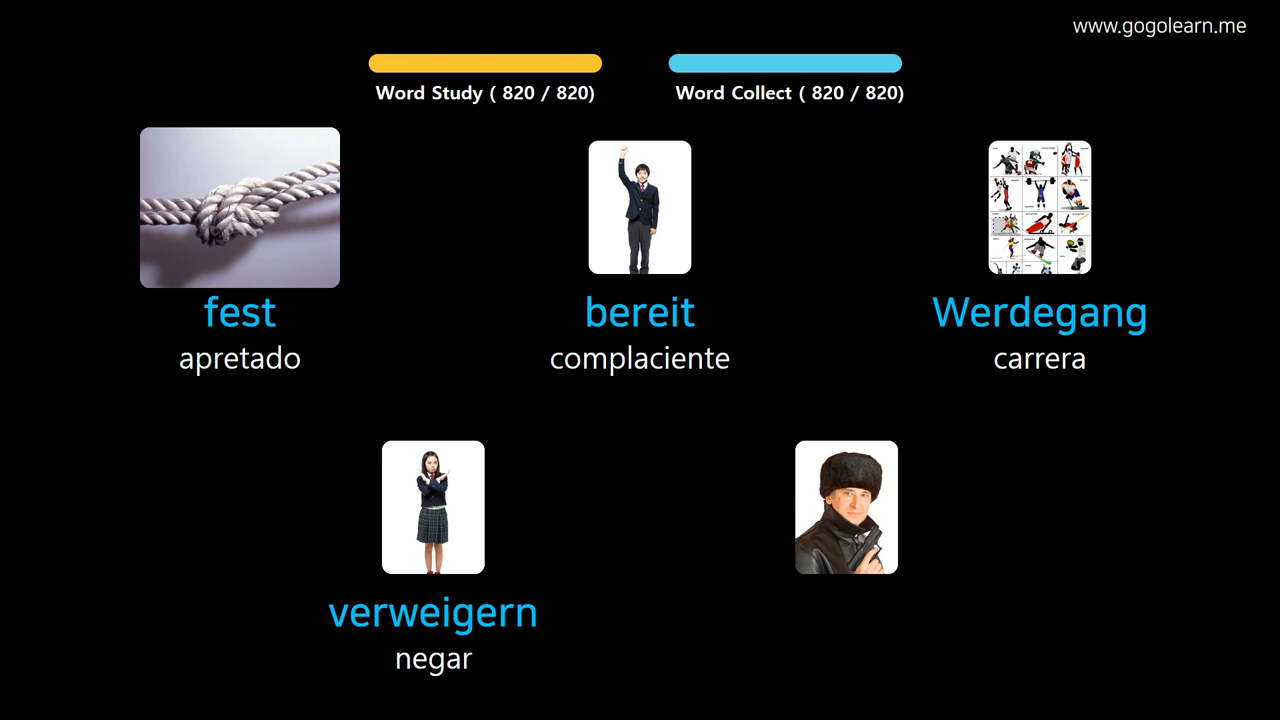 www.gogolearn.me
Word Study ( 820 / 820)
Word Collect ( 820 / 820)
fest
apretado
bereit
complaciente
Werdegang
carrera
verweigern
negar